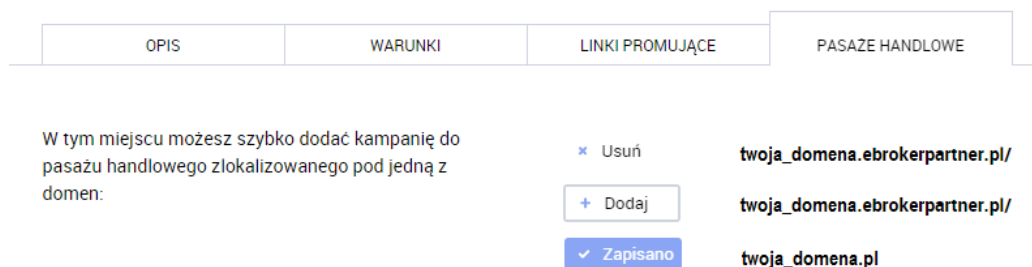 OPIS
WARUNKI
LINKI PROMUJĄCE
PASAŻE HANDLOWE
W tym miejscu możesz szybko dodać kampanię do
pasażu handlowego zlokalizowanego pod jedną z
domen:
Usuń
twoja_domena.ebrokerpartner.pl/
Dodaj
twoja_domena.ebrokerpartner.pl/
Zapisano
twoja_domena.pl